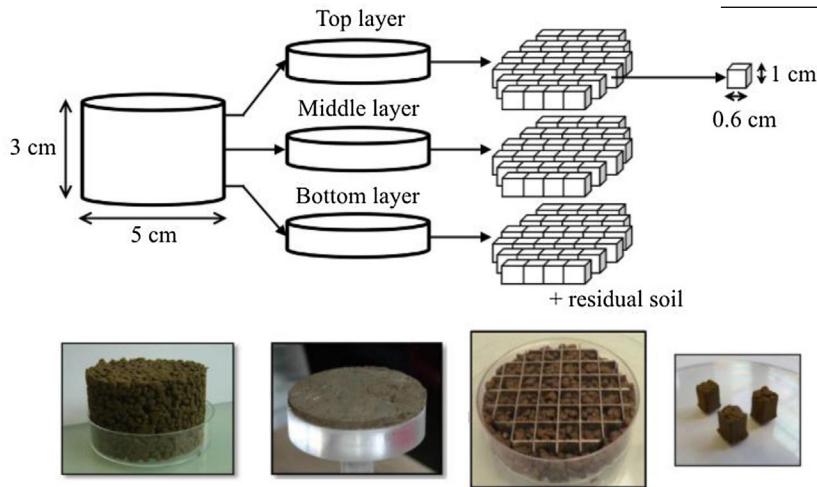 Top layer
1 cm
0.6 cm
Middle layer
3 cm
Bottom layer
5 cm
+ residual soil